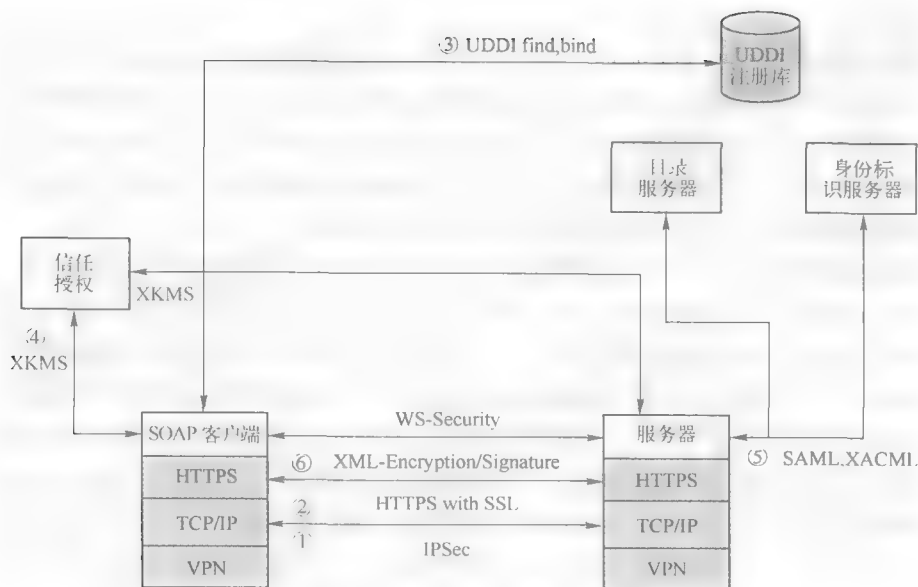 ③ UDDI find,bind
UDDI
注册库
目录
服务器
身份标
识服务器
信任
授权
XKMS
(4)
XKMS
SOAP 客户端
WS-Security
服务器
⑤ SAML,XACML
HTTPS
⑥ XML-Encryption/Signature
HTTPS
HTTPS with SSL
TCP/IP
②
①
TCP/IP
IPSec
VPN
VPN